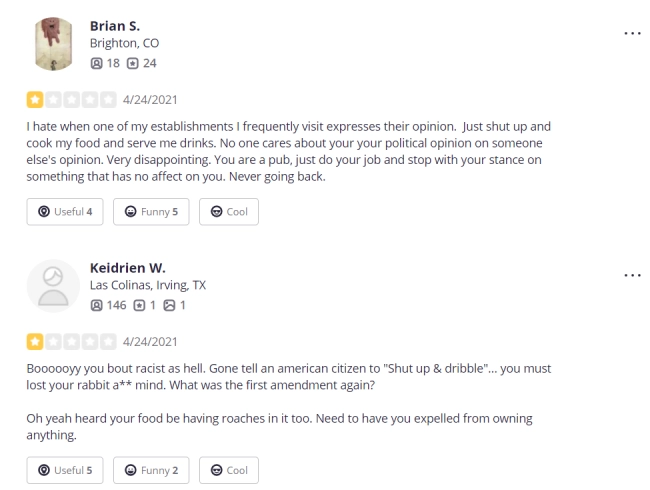 Brian S.
Brighton, CO
18 24
4/24/2021
I hate when one of my establishments I frequently visit expresses their opinion. Just shut up and
cook my food and serve me drinks. No one cares about your your political opinion on someone
else's opinion. Very disappointing. You are a pub, just do your job and stop with your stance on
something that has no affect on you. Never going back.
Useful 4 Funny 5 Cool
Keidrien W.
Las Colinas, Irving, TX
146 1 1
4/24/2021
Boooooyy you bout racist as hell. Gone tell an american citizen to "Shut up & dribble"... you must
lost your rabbit a** mind. What was the first amendment again?
Oh yeah heard your food be having roaches in it too. Need to have you expelled from owning
anything.
Useful 5 Funny 2 Cool